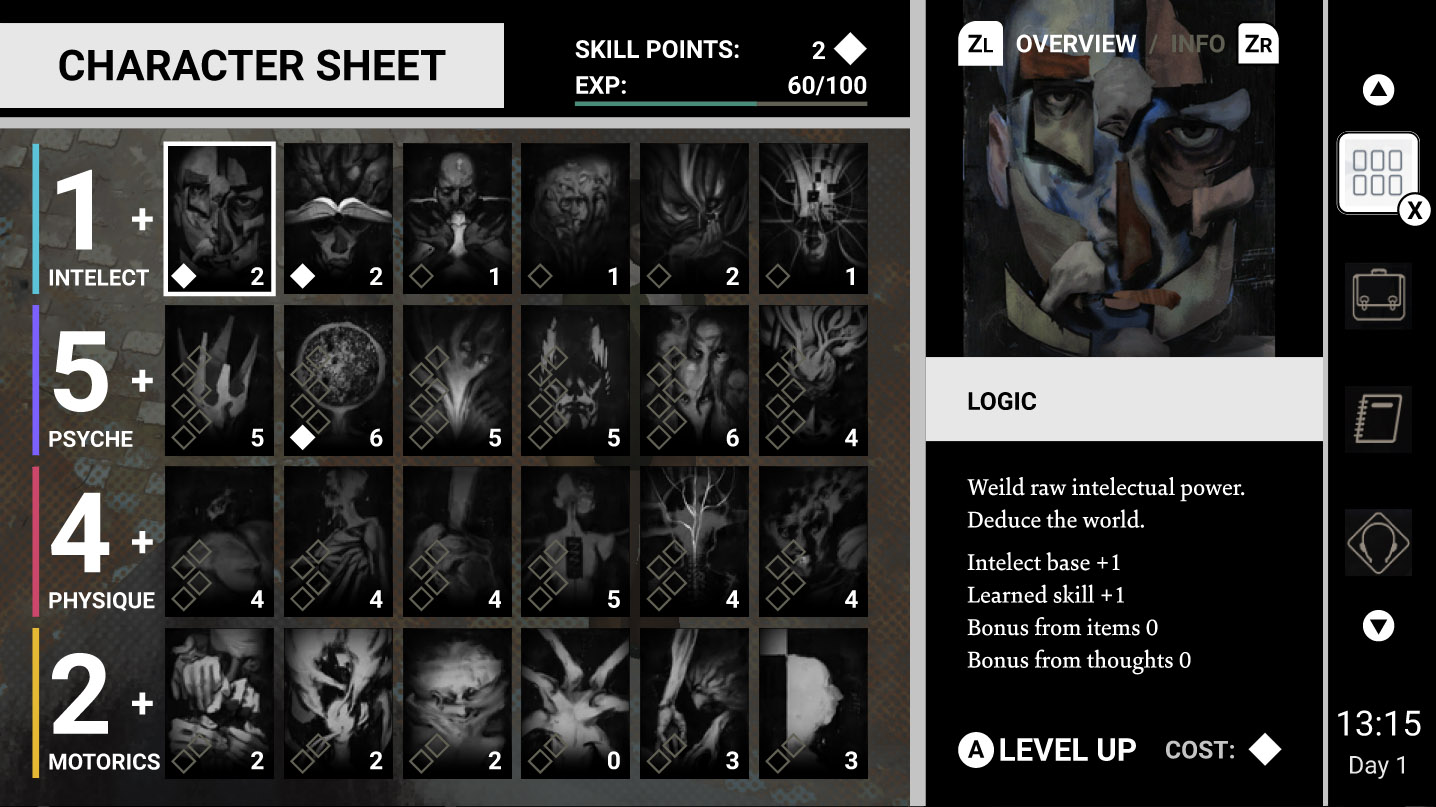 CHARACTER SHEET
SKILL POINTS: 2
EXP: 60/100
1 +
INTELECT
2 2 1 1 2 1
5 +
PSYCHE
5 6 5 5 6 4
4 +
PHYSIQUE
4 4 4 5 4 4
2 +
MOTORICS
2 2 2 0 3 3
ZL OVERVIEW / INFO ZR
LOGIC
Weild raw intelectual power.
Deduce the world.
Intelect base +1
Learned skill +1
Bonus from items 0
Bonus from thoughts 0
A LEVEL UP COST:
X
13:15
Day 1